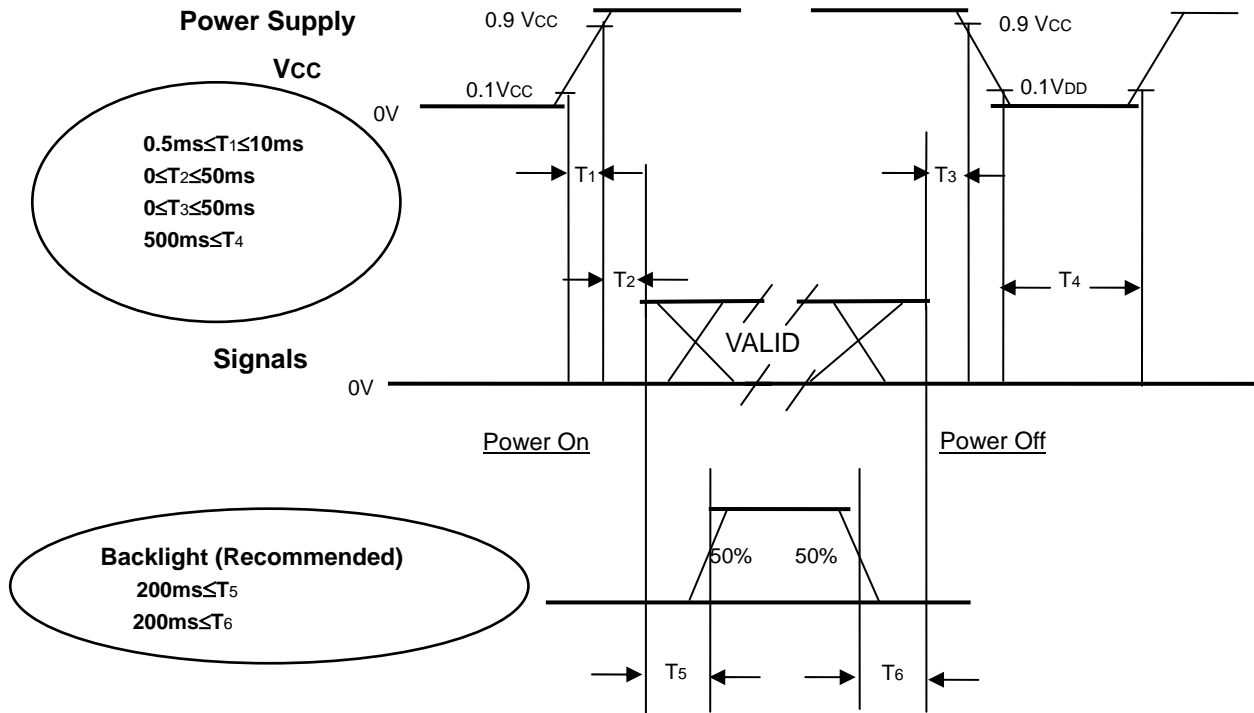 Power Supply
VCC
0.9 VCC
0.1VCC
0V
0.9 VCC
0.1VDD
0.5ms≤T1≤10ms
0≤T2≤50ms
0≤T3≤50ms
500ms≤T4
T1
T3
T2
T4
VALID
Signals
0V
Power On
Power Off
Backlight (Recommended)
200ms≤T5
200ms≤T6
50%
50%
T5
T6